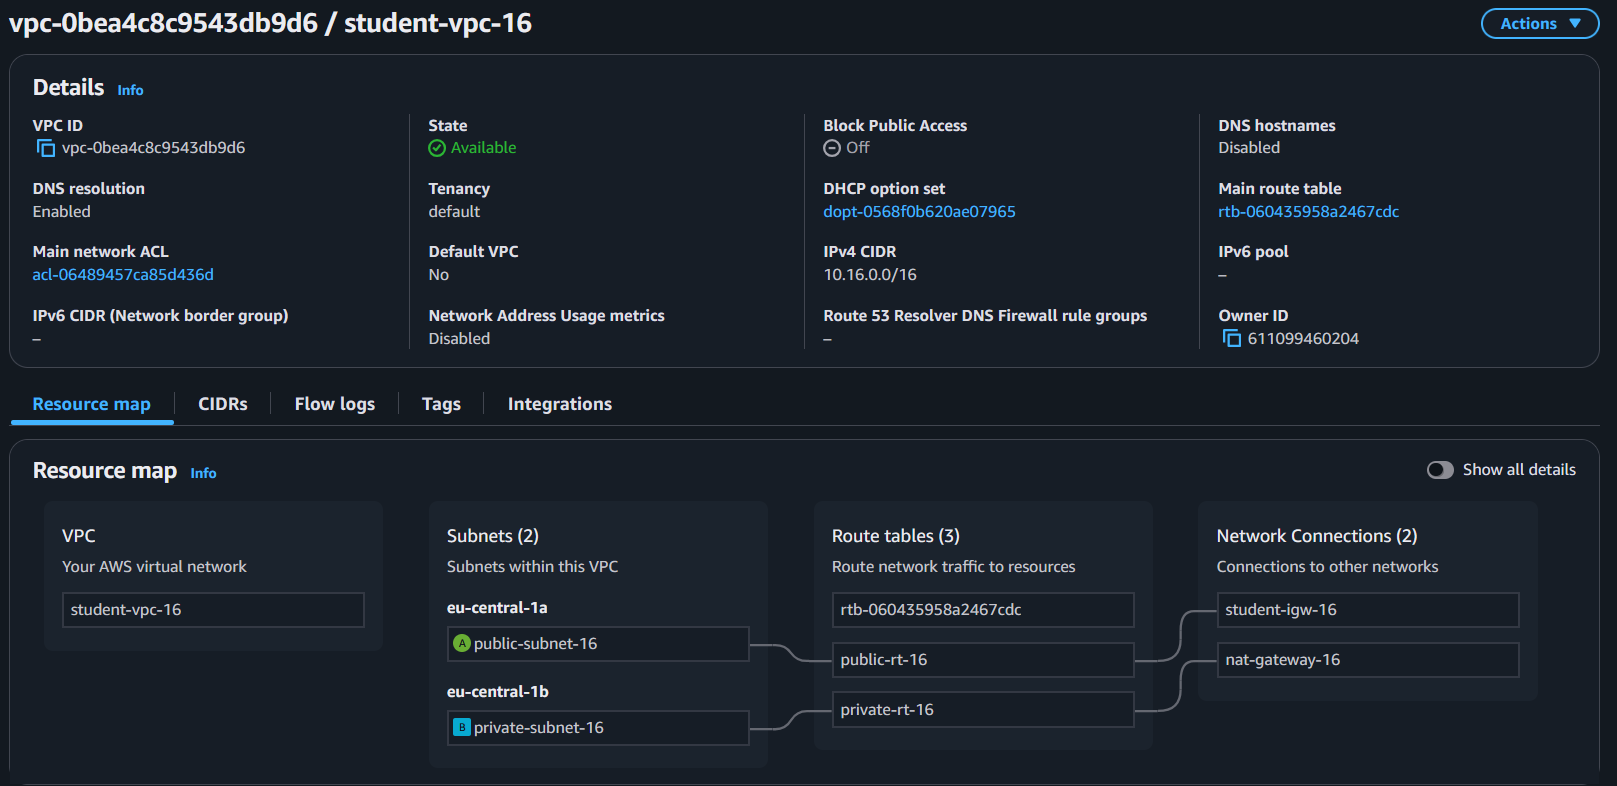 vpc-0bea4c8c9543db9d6 / student-vpc-16
Actions
Details Info
VPC ID
vpc-0bea4c8c9543db9d6
State
Available
Block Public Access
Off
DNS hostnames
Disabled
DNS resolution
Enabled
Tenancy
default
DHCP option set
dopt-0568f0b620ae07965
Main route table
rtb-060435958a2467cdc
Main network ACL
acl-06489457ca85d436d
Default VPC
No
IPv4 CIDR
10.16.0.0/16
IPv6 pool
–
IPv6 CIDR (Network border group)
–
Network Address Usage metrics
Disabled
Route 53 Resolver DNS Firewall rule groups
–
Owner ID
611099460204
Resource map CIDRs Flow logs Tags Integrations
Resource map Info
Show all details
VPC
Your AWS virtual network
student-vpc-16
Subnets (2)
Subnets within this VPC
eu-central-1a
A public-subnet-16
eu-central-1b
B private-subnet-16
Route tables (3)
Route network traffic to resources
rtb-060435958a2467cdc
public-rt-16
private-rt-16
Network Connections (2)
Connections to other networks
student-igw-16
nat-gateway-16